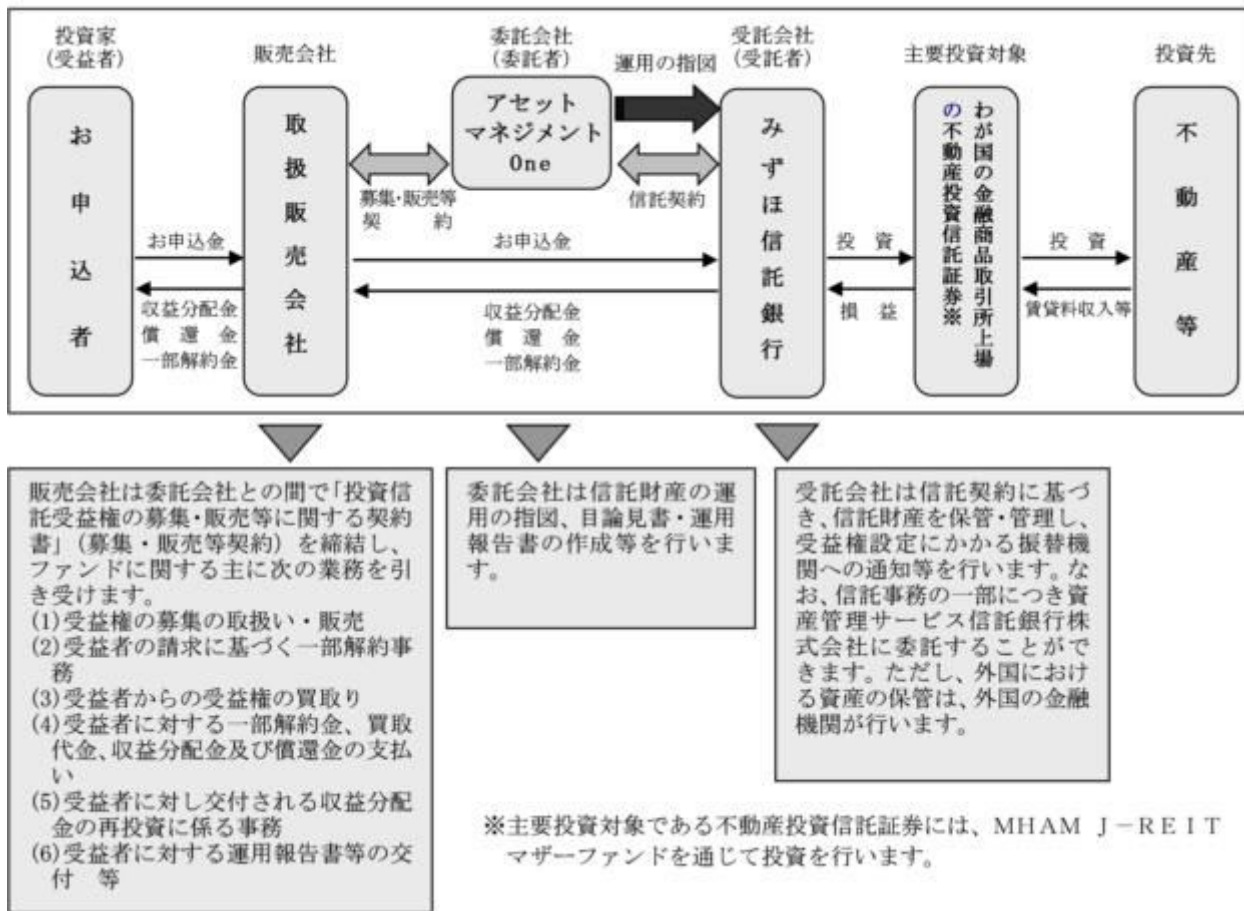 投資家
(受益者)
販売会社
委託会社
(委託者)
運用の指図
受託会社
(受託者)
主要投資対象
投資先
お申込者
取扱販売会社
アセット
マネジメント
One
みずほ信託銀行
わが国の金融商品取引所上場
の不動産投資信託証券※
不動産等
募集・販売等
契　約
信託契約
お申込金
収益分配金
償 還 金
一部解約金
お申込金
収益分配金
償 還 金
一部解約金
投 資
損 益
投 資
賃貸料収入等
販売会社は委託会社との間で「投資信
託受益権の募集・販売等に関する契約
書」（募集・販売等契約）を締結し、
ファンドに関する主に次の業務を引
き受けます。
(1)受益権の募集の取扱い・販売
(2)受益者の請求に基づく一部解約事
務
(3)受益者からの受益権の買取り
(4)受益者に対する一部解約金、買取
代金、収益分配金及び償還金の支払
い
(5)受益者に対し交付される収益分配
金の再投資に係る事務
(6)受益者に対する運用報告書等の交
付　等
委託会社は信託財産の運
用の指図、目論見書・運用
報告書の作成等を行いま
す。
受託会社は信託契約に基づ
き、信託財産を保管・管理し、
受益権設定にかかる振替機
関への通知等を行います。な
お、信託事務の一部につき資
産管理サービス信託銀行株
式会社に委託することがで
きます。ただし、外国におけ
る資産の保管は、外国の金融
機関が行います。
※主要投資対象である不動産投資信託証券には、ＭＨＡＭ Ｊ－ＲＥＩＴ
マザーファンドを通じて投資を行います。